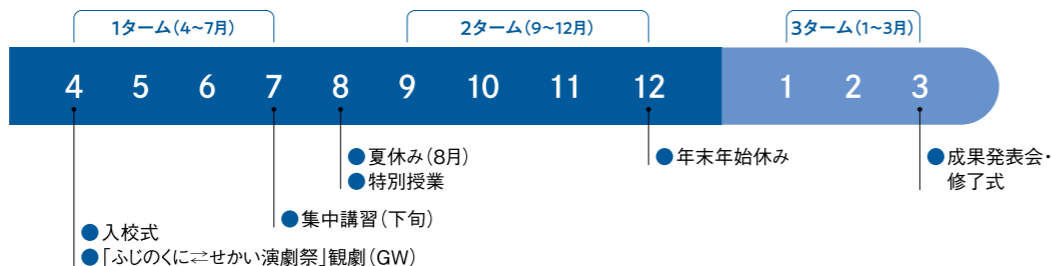 1ターム(4〜7月)
2ターム(9〜12月)
3ターム(1〜3月)
4 5 6 7 8 9 10 11 12 1 2 3
●夏休み(8月)
●特別授業
●年末年始休み
●成果発表会・
修了式
●集中講習(下旬)
●入校式
●「ふじのくに⇄せかい演劇祭」観劇(GW)